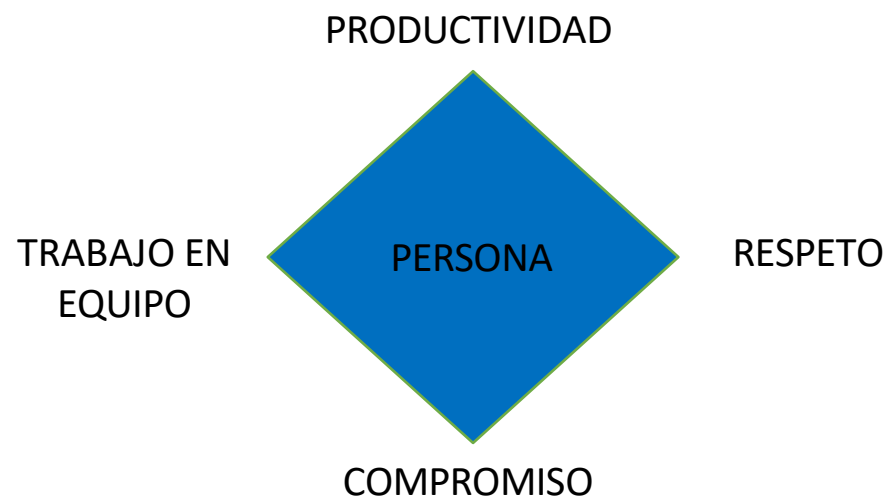 PRODUCTIVIDAD
TRABAJO EN
EQUIPO
PERSONA
RESPETO
COMPROMISO